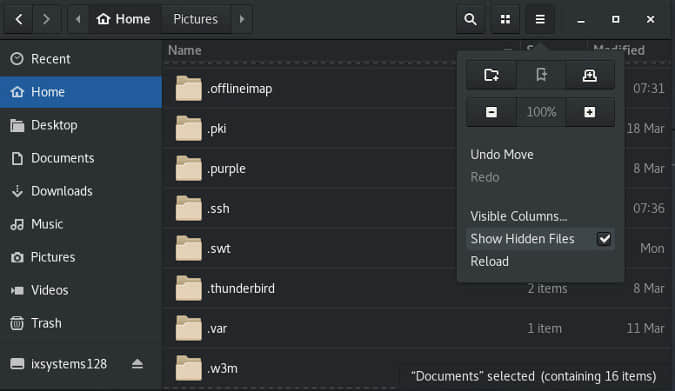 Home Pictures
Name S Modified
Recent
Home
Desktop
Documents
Downloads
Music
Pictures
Videos
Trash
ixsystems128
.offlineimap 07:31
.pki 18 Mar
.purple 8 Mar
.ssh 07:36
.swt Mon
.thunderbird 2 items 8 Mar
.var 1 item 11 Mar
.w3m
100%
Undo Move
Redo
Visible Columns...
Show Hidden Files
Reload
“Documents” selected (containing 16 items)